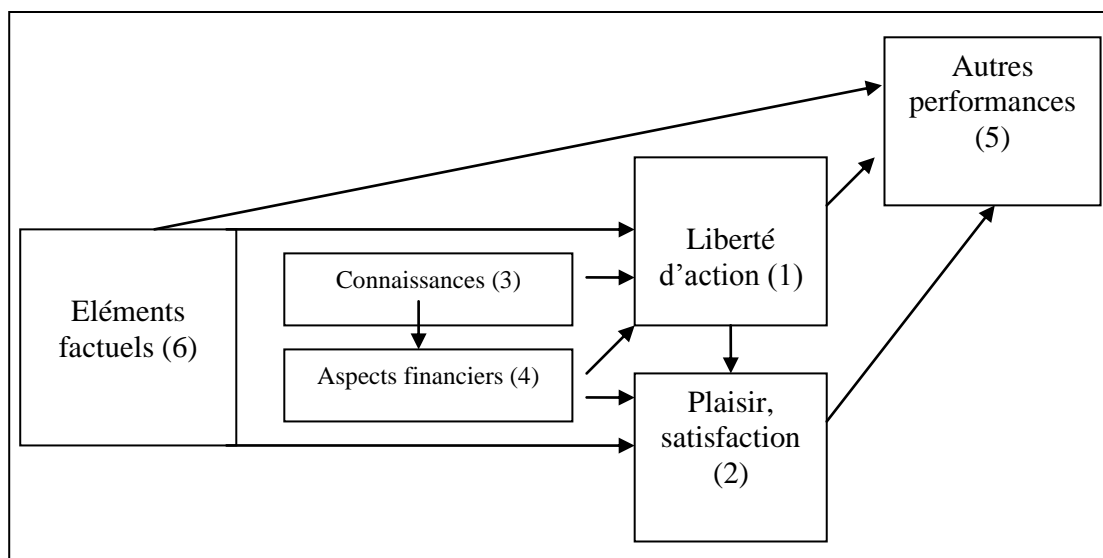 Autres
performances
(5)
Liberté
d’action (1)
Connaissances (3)
Eléments
factuels (6)
Aspects financiers (4)
Plaisir,
satisfaction
(2)